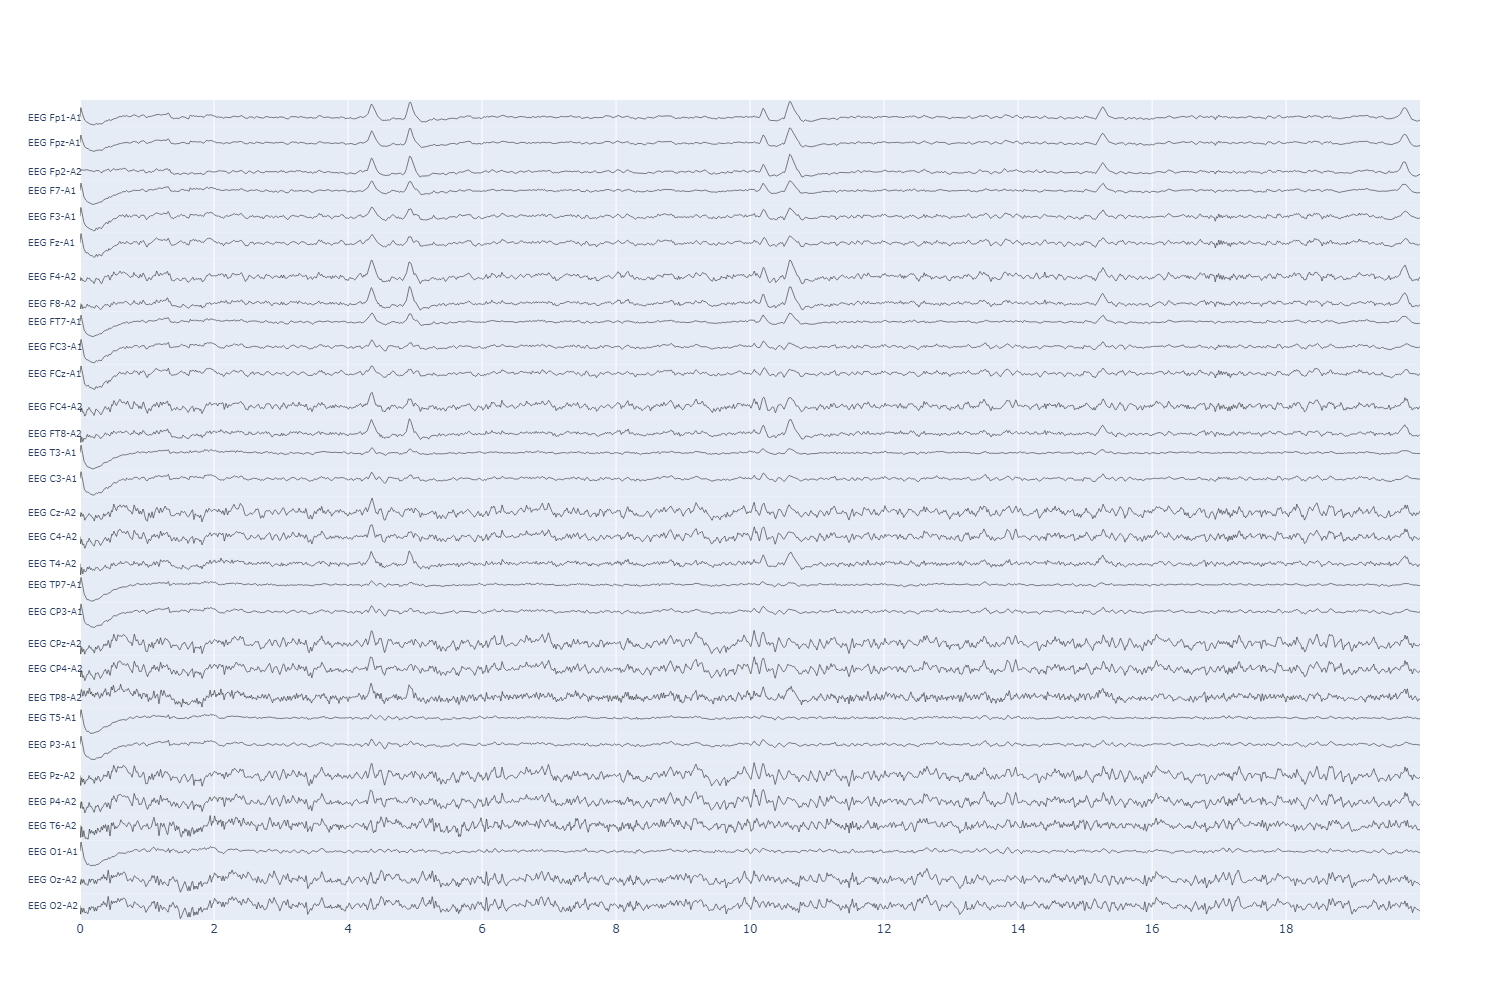 EEG Fp1-A1
EEG Fpz-A1
EEG Fp2-A2
EEG F7-A1
EEG F3-A1
EEG Fz-A1
EEG F4-A2
EEG F8-A2
EEG FT7-A1
EEG FC3-A1
EEG FCz-A1
EEG FC4-A2
EEG FT8-A2
EEG T3-A1
EEG C3-A1
EEG Cz-A2
EEG C4-A2
EEG T4-A2
EEG TP7-A1
EEG CP3-A1
EEG CPz-A2
EEG CP4-A2
EEG TP8-A2
EEG T5-A1
EEG P3-A1
EEG Pz-A2
EEG P4-A2
EEG T6-A2
EEG O1-A1
EEG Oz-A2
EEG O2-A2
0 2 4 6 8 10 12 14 16 18